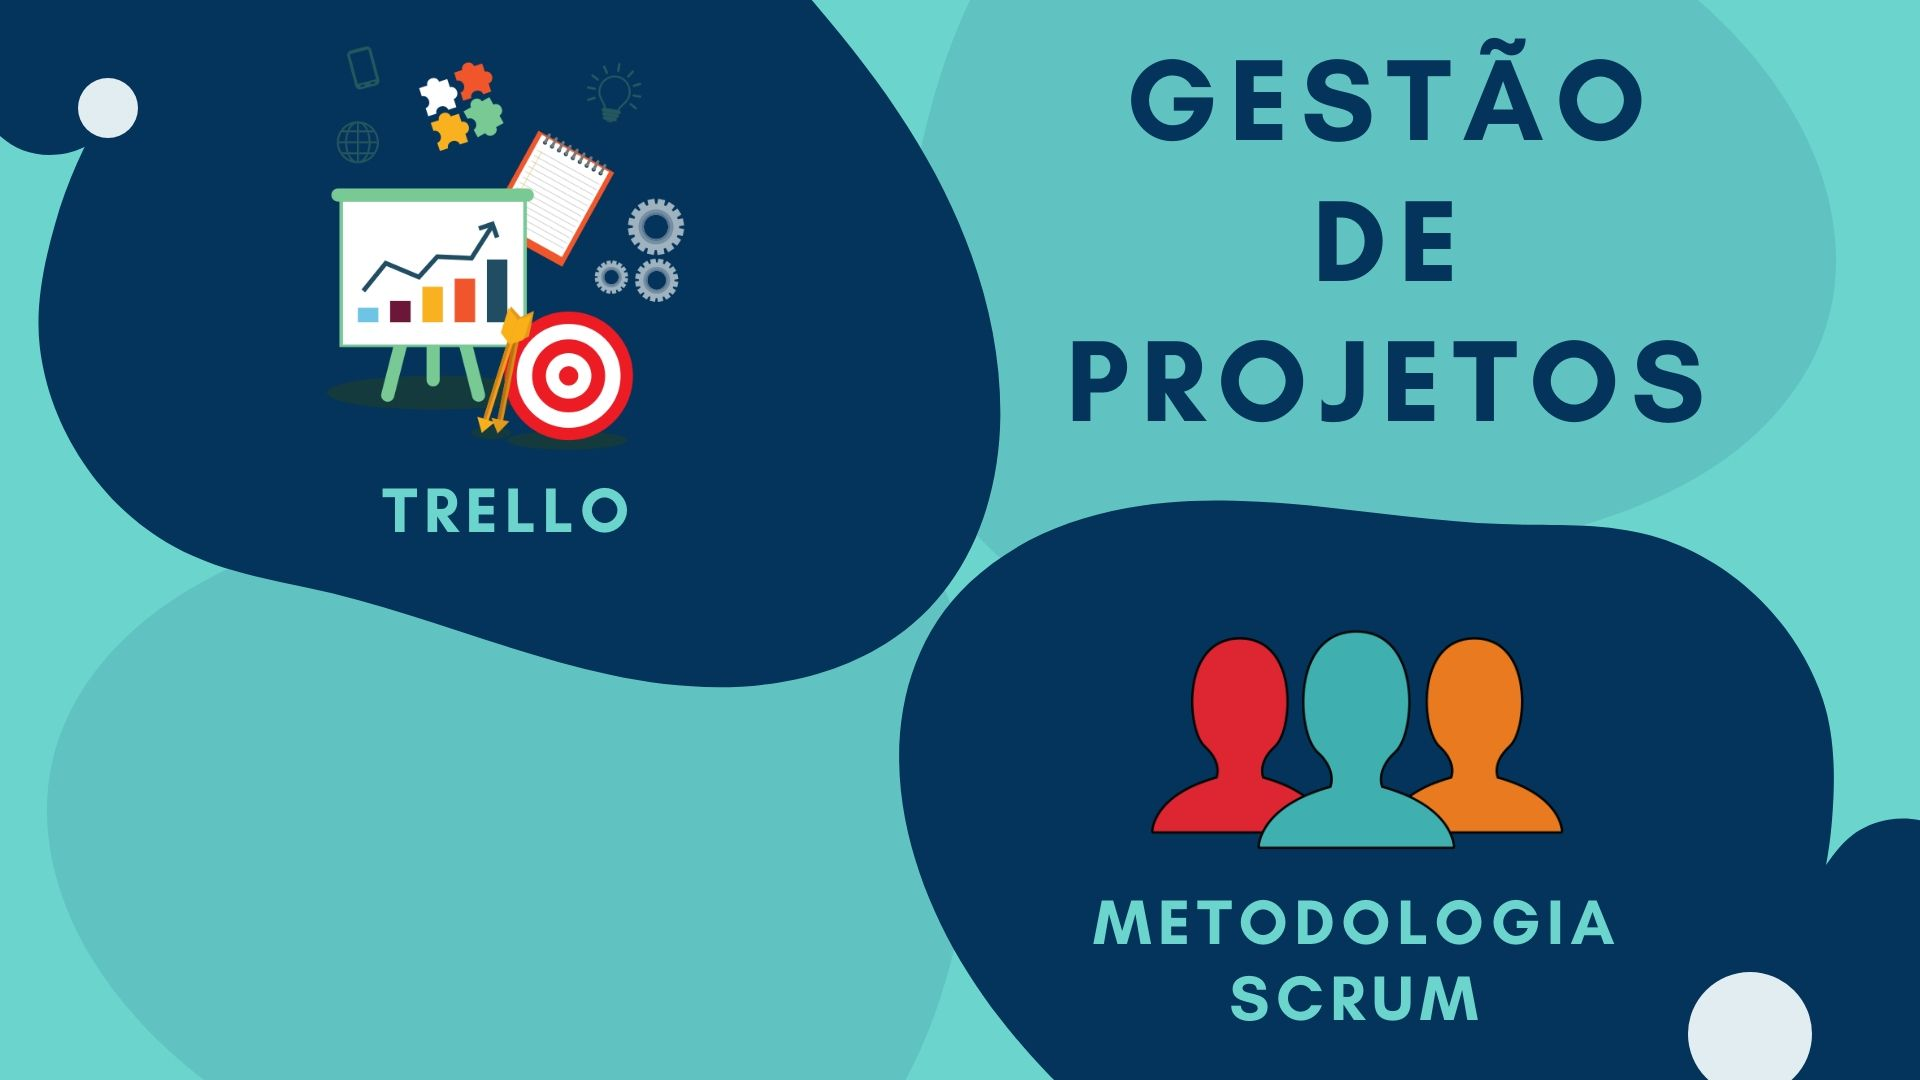 GESTÃO
DE
PROJETOS
TRELLO
METODOLOGIA
SCRUM